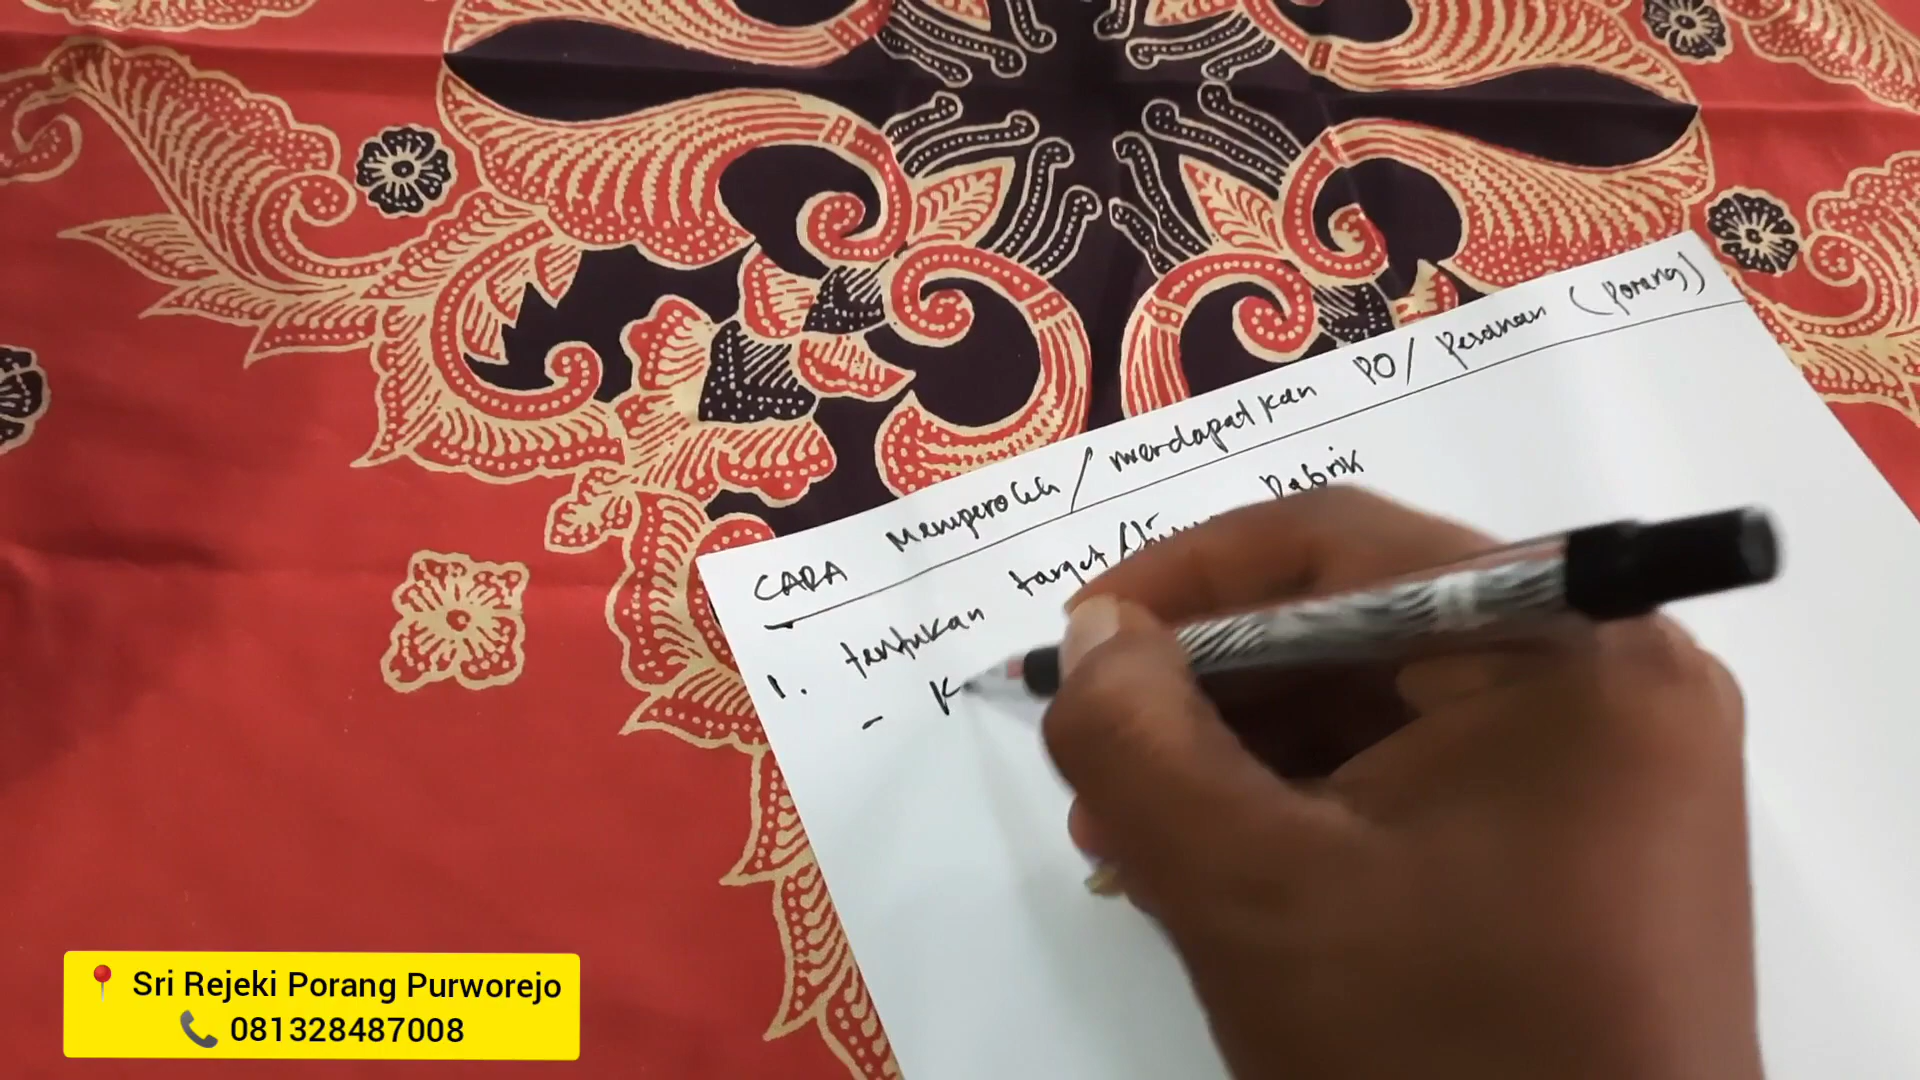 CARA Memperoleh / mendapatkan PO / Pesanan (Porang)
1. tentukan target Pabrik
- K
Sri Rejeki Porang Purworejo
081328487008